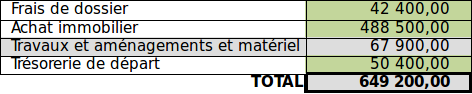 Frais de dossier 42 400,00
Achat immobilier 488 500,00
Travaux et aménagements et matériel 67 900,00
Trésorerie de départ 50 400,00
TOTAL 649 200,00